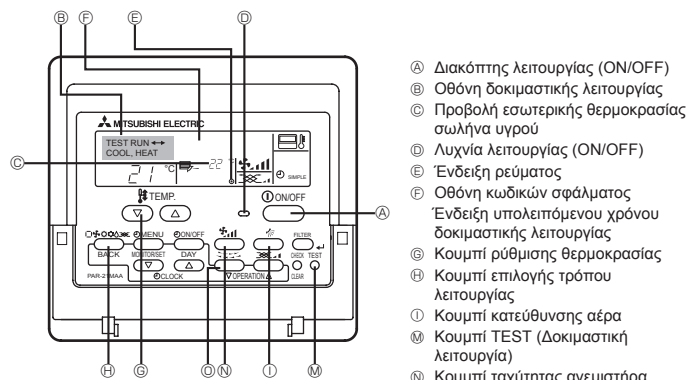 Ⓑ Ⓕ Ⓔ Ⓓ
MITSUBISHI ELECTRIC
TEST RUN
COOL, HEAT
Ⓒ 22 °C
21 °C
SIMPLE
TEMP. ON/OFF
Ⓐ
MENU ON/OFF FILTER
BACK MONITOR/SET DAY CHECK TEST
PAR-21MAA CLOCK OPERATION CLEAR
Ⓗ Ⓖ Ⓞ Ⓝ Ⓘ Ⓜ
Ⓐ Διακόπτης λειτουργίας (ON/OFF)
Ⓑ Οθόνη δοκιμαστικής λειτουργίας
Ⓒ Προβολή εσωτερικής θερμοκρασίας
σωλήνα υγρού
Ⓓ Λυχνία λειτουργίας (ON/OFF)
Ⓔ Ένδειξη ρεύματος
Ⓕ Οθόνη κωδικών σφάλματος
Ένδειξη υπολειπόμενου χρόνου
δοκιμαστικής λειτουργίας
Ⓖ Κουμπί ρύθμισης θερμοκρασίας
Ⓗ Κουμπί επιλογής τρόπου
λειτουργίας
Ⓘ Κουμπί κατεύθυνσης αέρα
Ⓜ Κουμπί TEST (Δοκιμαστική
λειτουργία)
Ⓝ Κουμπί ταχύτητας ανεμιστήρα